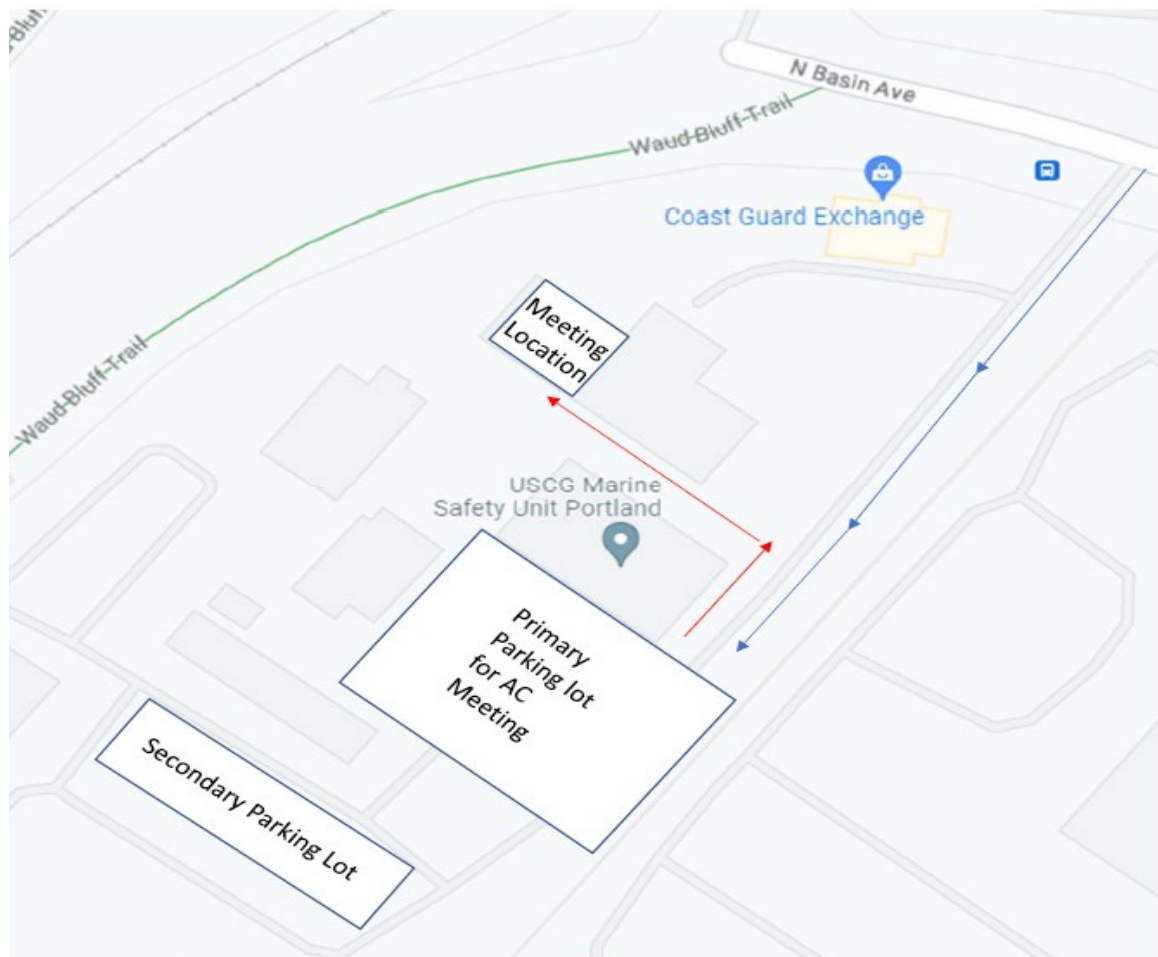 Bluff
N Basin Ave
Waud Bluff Trail
Coast Guard Exchange
Meeting
Location
Waud Bluff Trail
USCG Marine
Safety Unit Portland
Primary
Parking lot
for AC
Meeting
Secondary Parking Lot